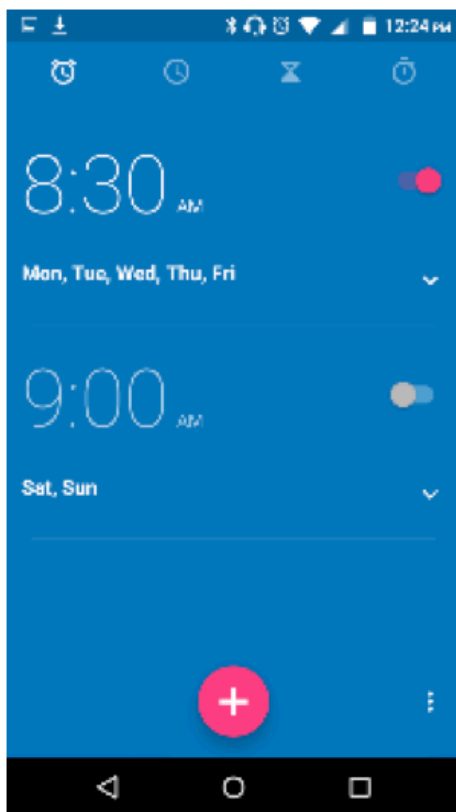 12:24 PM
8:30 AM
Mon, Tue, Wed, Thu, Fri
9:00 AM
Sat, Sun